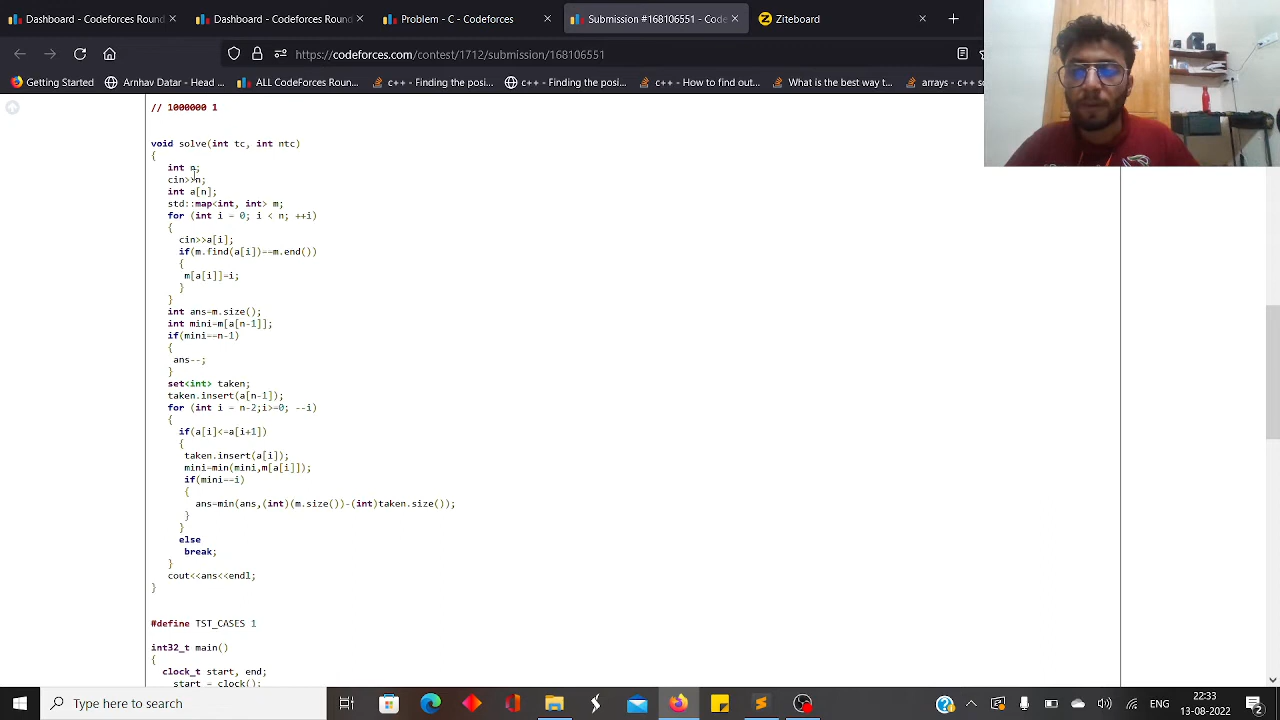 Dashboard - Codeforces
Dashboard - Codeforces
Problem - C - Codeforces
Submission #168106551 - Code
Ziteboard
https://codeforces.com/contest/1712/submission/168106551
Getting Started
Arnhav Datar - Head ...
ALL CodeForces Roun...
c++ - Finding the posi...
c++ - Finding the posi...
c++ - How to find out...
What is the best way t...
arrays - c++ s
// 1000000 1
void solve(int tc, int ntc)
{
int n;
cin>>n;
int a[n];
std::map<int, int> m;
for (int i = 0; i < n; ++i)
{
cin>>a[i];
if(m.find(a[i])==m.end())
{
m[a[i]]=i;
}
}
int ans=m.size();
int mini=m[a[n-1]];
if(mini==n-1)
{
ans--;
}
set<int> taken;
taken.insert(a[n-1]);
for (int i = n-2;i>=0; --i)
{
if(a[i]<=a[i+1])
{
taken.insert(a[i]);
mini=min(mini,m[a[i]]);
if(mini==i)
{
ans=min(ans,(int)(m.size())-(int)taken.size());
}
}
else
break;
}
cout<<ans<<endl;
}
#define TST_CASES 1
int32_t main()
{
clock_t start, end;
start = clock();
Type here to search
ENG
22:33
13-08-2022
2